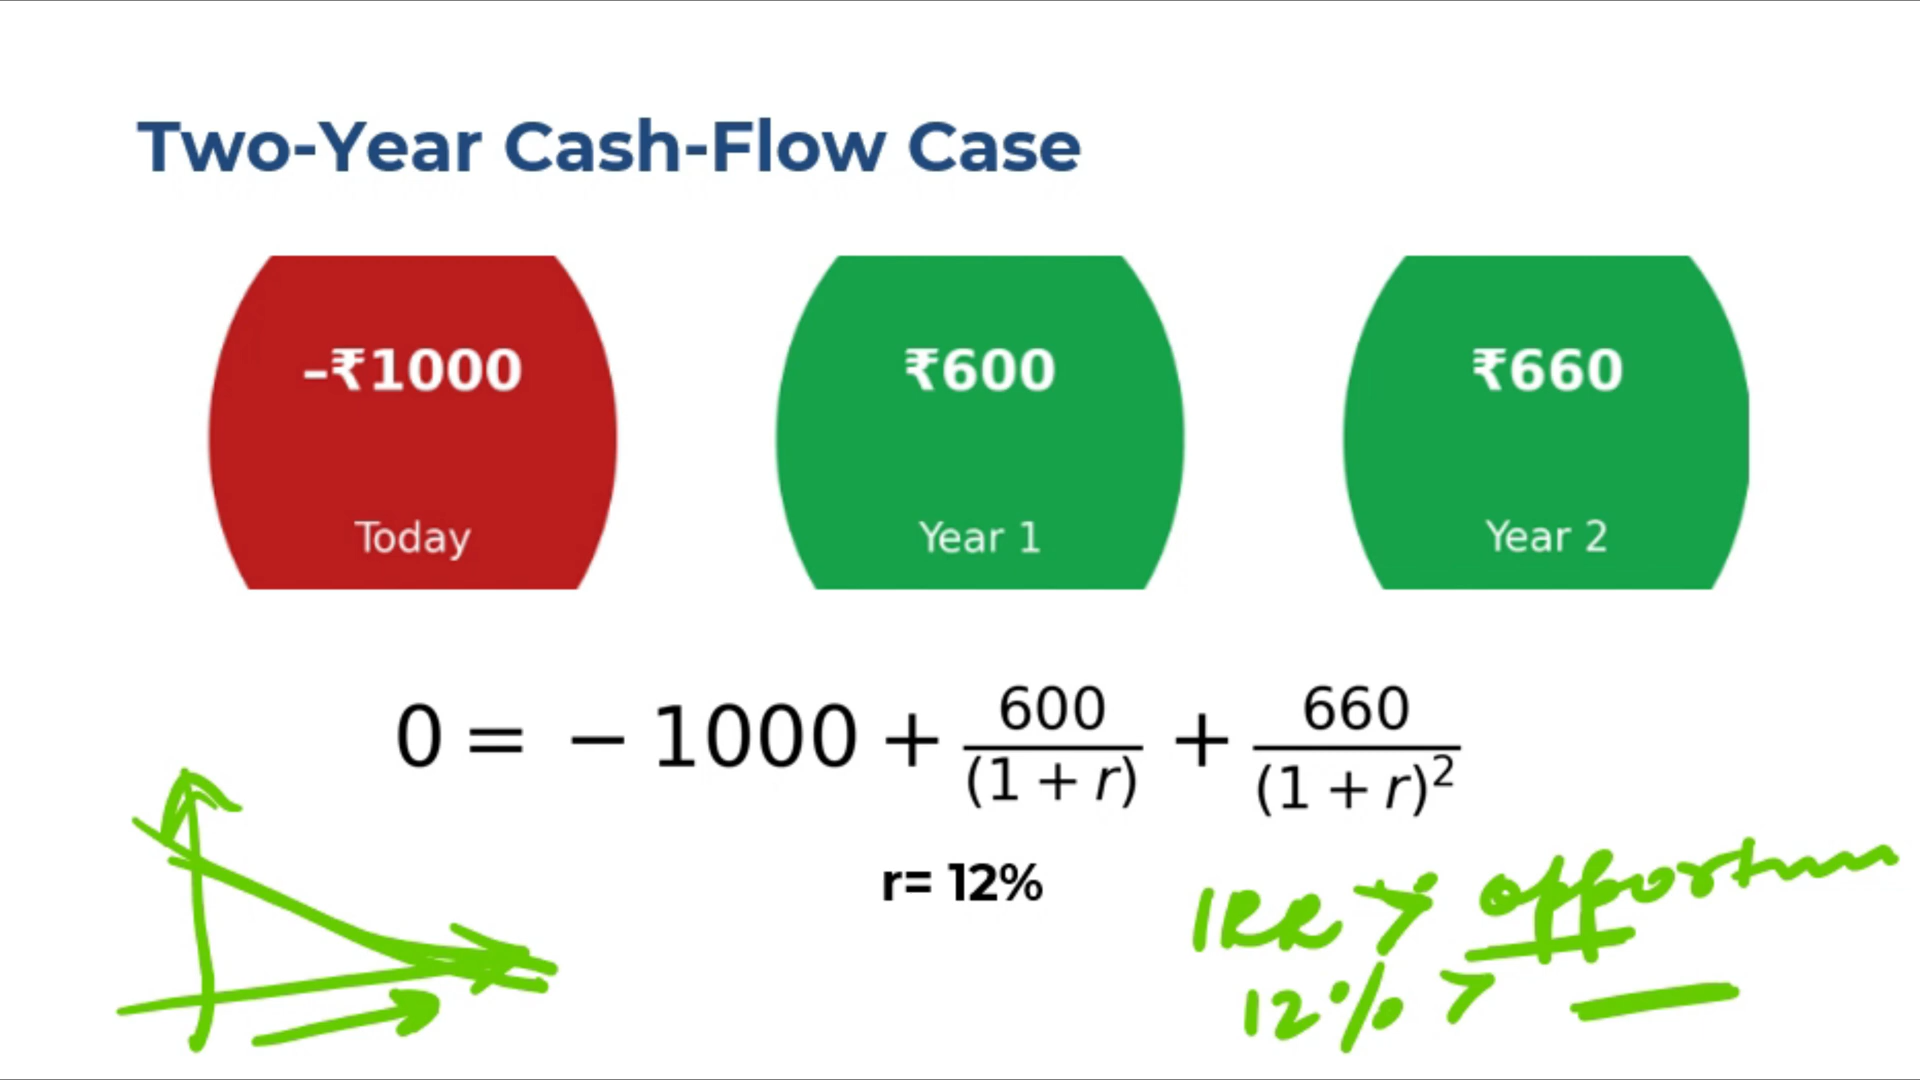 Two-Year Cash-Flow Case
–₹1000 ₹600 ₹660
Today Year 1 Year 2
0 = − 1000 + 600/(1 + r) + 660/(1 + r)²
r= 12%
IRR >
12% >